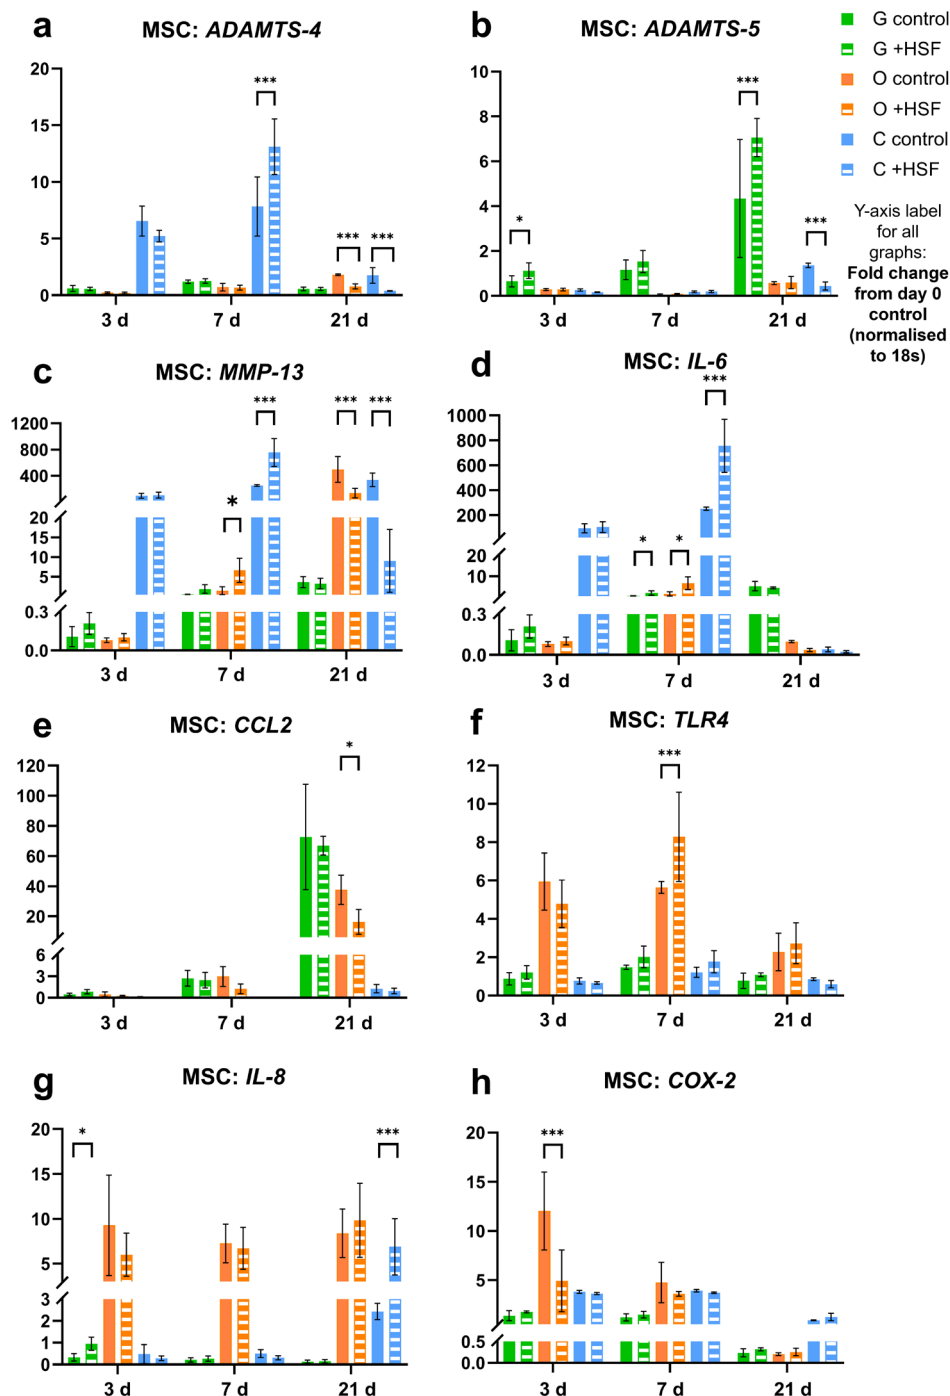 a
MSC: ADAMTS-4
20
15
10
5
0
***
***
***
3 d
7 d
21 d
b
MSC: ADAMTS-5
10
8
6
4
2
0
*
***
***
3 d
7 d
21 d
G control
G +HSF
O control
O +HSF
C control
C +HSF
Y-axis label
for all
graphs:
Fold change
from day 0
control
(normalised
to 18s)
c
MSC: MMP-13
1200
800
400
20
15
10
5
0.3
0.0
*
***
***
***
3 d
7 d
21 d
d
MSC: IL-6
1000
800
600
400
200
20
10
0.3
0.0
*
*
***
3 d
7 d
21 d
e
MSC: CCL2
120
100
80
60
40
20
6
3
0
*
3 d
7 d
21 d
f
MSC: TLR4
12
10
8
6
4
2
0
***
3 d
7 d
21 d
g
MSC: IL-8
20
15
10
5
3
2
1
0
*
***
3 d
7 d
21 d
h
MSC: COX-2
20
15
10
5
0.5
0.0
***
3 d
7 d
21 d